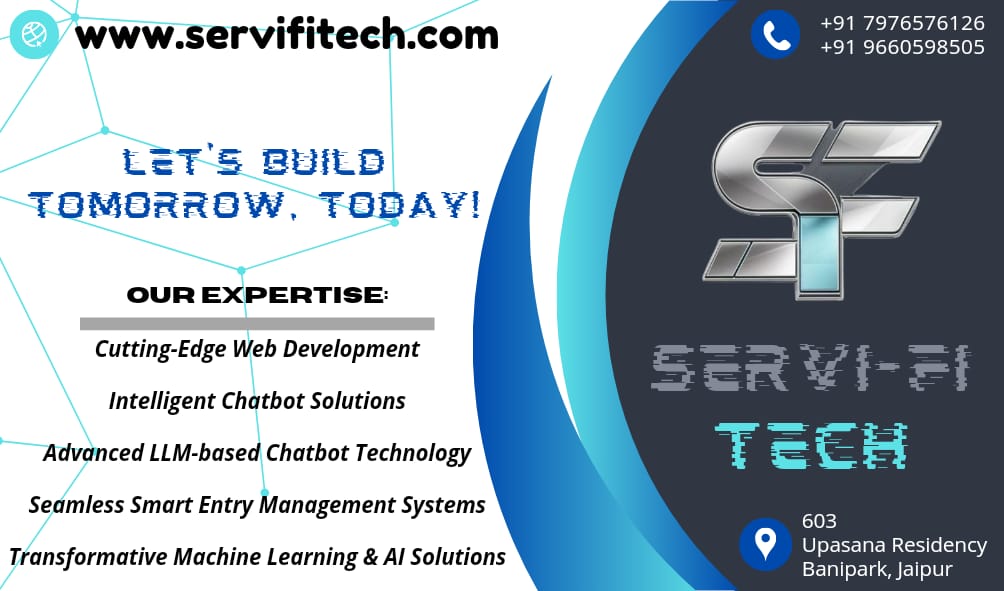 www.servifitech.com
LET'S BUILD
TOMORROW, TODAY!
OUR EXPERTISE:
Cutting-Edge Web Development
Intelligent Chatbot Solutions
Advanced LLM-based Chatbot Technology
Seamless Smart Entry Management Systems
Transformative Machine Learning & AI Solutions
+91 7976576126
+91 9660598505
SF
SERVI-FI
TECH
603
Upasana Residency
Banipark, Jaipur